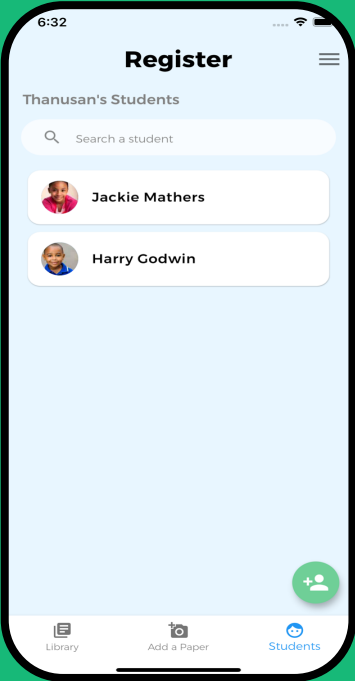 6:32
Register
Thanusan's Students
Search a student
Jackie Mathers
Harry Godwin
Library
Add a Paper
Students